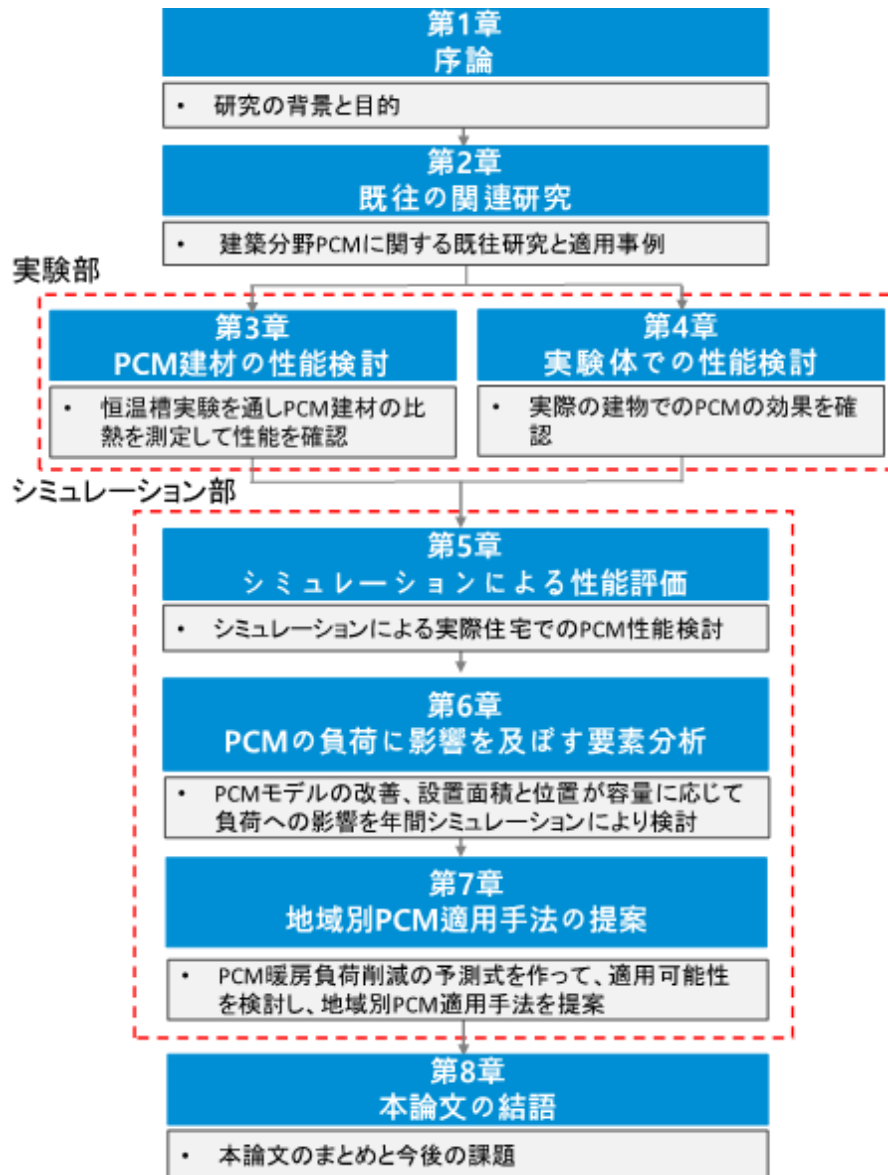 第1章
序論
• 研究の背景と目的
第2章
既往の関連研究
• 建築分野PCMに関する既往研究と適用事例
実験部
第3章
PCM建材の性能検討
• 恒温槽実験を通しPCM建材の比
熱を測定して性能を確認
第4章
実験体での性能検討
• 実際の建物でのPCMの効果を確
認
シミュレーション部
第5章
シミュレーションによる性能評価
• シミュレーションによる実際住宅でのPCM性能検討
第6章
PCMの負荷に影響を及ぼす要素分析
• PCMモデルの改善、設置面積と位置が容量に応じて
負荷への影響を年間シミュレーションにより検討
第7章
地域別PCM適用手法の提案
• PCM暖房負荷削減の予測式を作って、適用可能性
を検討し、地域別PCM適用手法を提案
第8章
本論文の結語
• 本論文のまとめと今後の課題